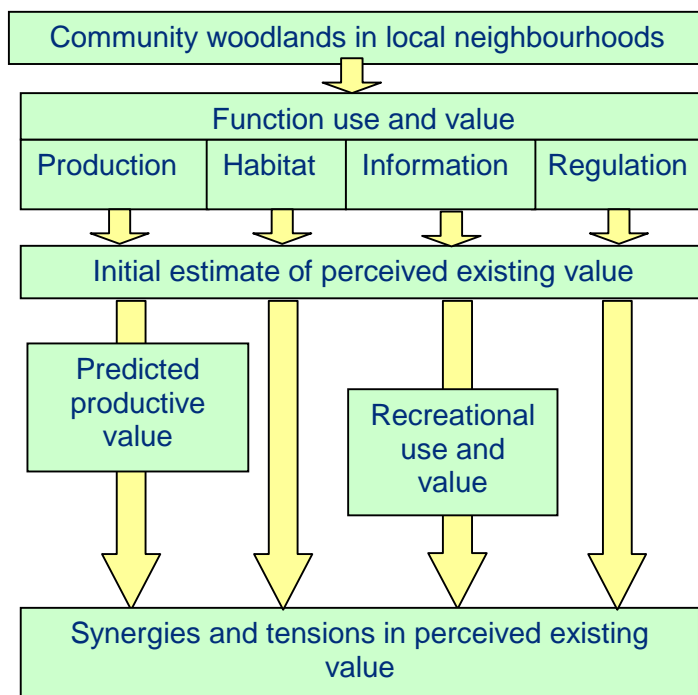 Community woodlands in local neighbourhoods
Function use and value
Production
Habitat
Information
Regulation
Initial estimate of perceived existing value
Predicted
productive
value
Recreational
use and
value
Synergies and tensions in perceived existing
value